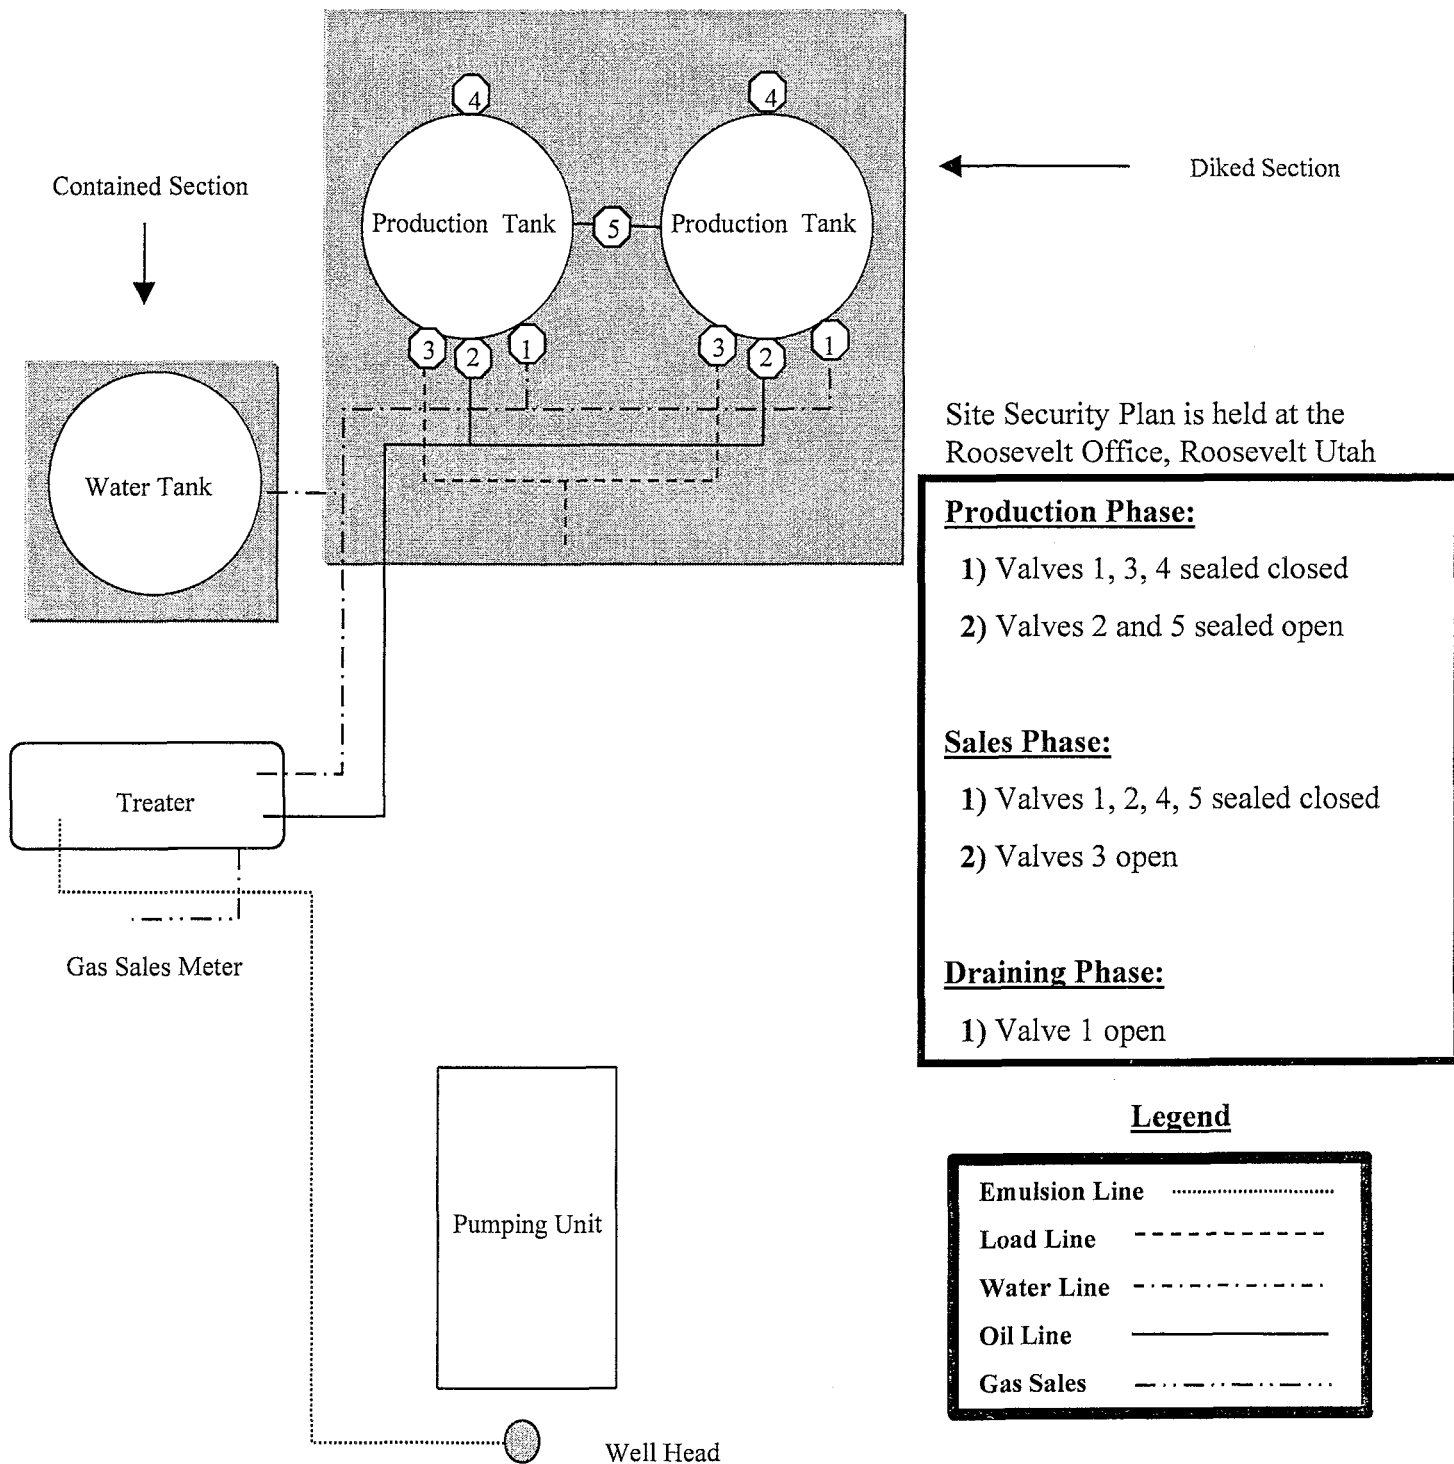 4
4
Contained Section
Diked Section
Production Tank
5
Production Tank
3
2
1
3
2
1
Water Tank
Site Security Plan is held at the
Roosevelt Office, Roosevelt Utah
Production Phase:
1) Valves 1, 3, 4 sealed closed
2) Valves 2 and 5 sealed open
Sales Phase:
1) Valves 1, 2, 4, 5 sealed closed
2) Valves 3 open
Draining Phase:
1) Valve 1 open
Treater
Gas Sales Meter
Pumping Unit
Well Head
Legend
Emulsion Line
Load Line
Water Line
Oil Line
Gas Sales